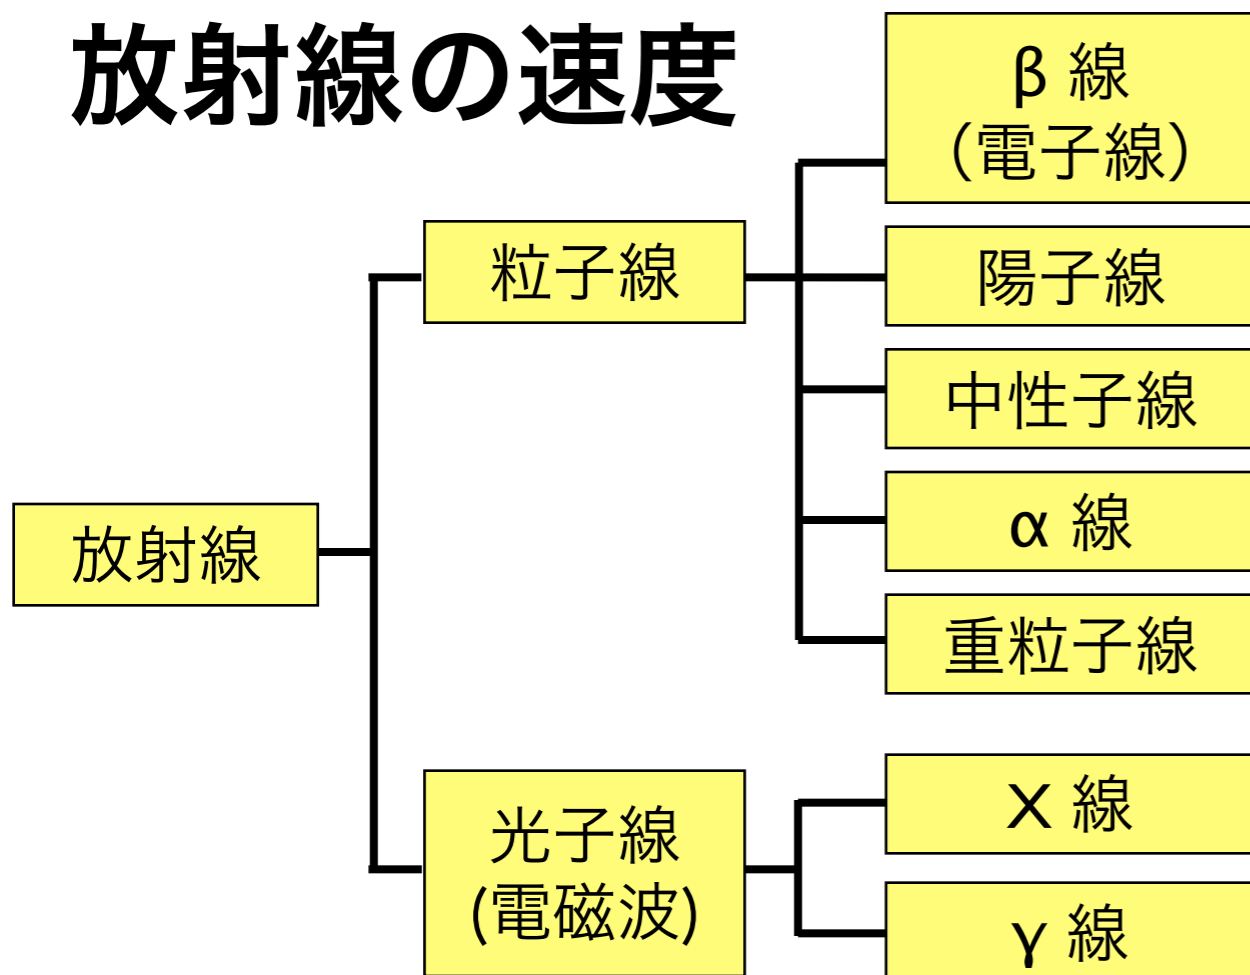 放射線の速度
β 線
（電子線）
粒子線
陽子線
中性子線
α 線
放射線
重粒子線
X 線
光子線
(電磁波)
γ 線